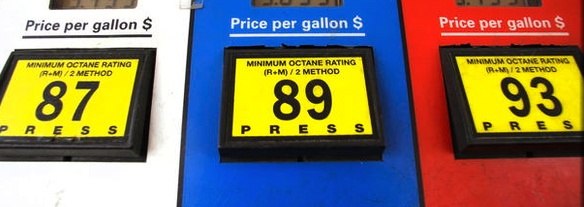 Price per gallon $
MINIMUM OCTANE RATING
(R+M) / 2 METHOD
87
PRESS
Price per gallon $
MINIMUM OCTANE RATING
(R+M) / 2 METHOD
89
PRESS
Price per gallon $
MINIMUM OCTANE RATING
(R+M) / 2 METHOD
93
PRESS